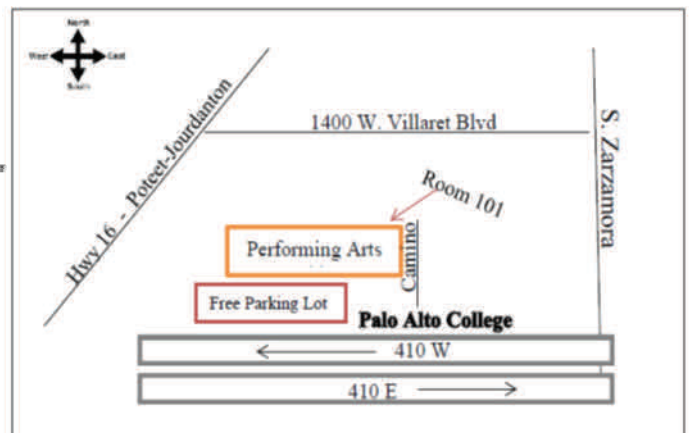 North
West East
South
1400 W. Villaret Blvd
Hwy 16 - Poteet-Jourdanton
S. Zarzamora
Room 101
Performing Arts
Camino
Free Parking Lot
Palo Alto College
410 W
410 E